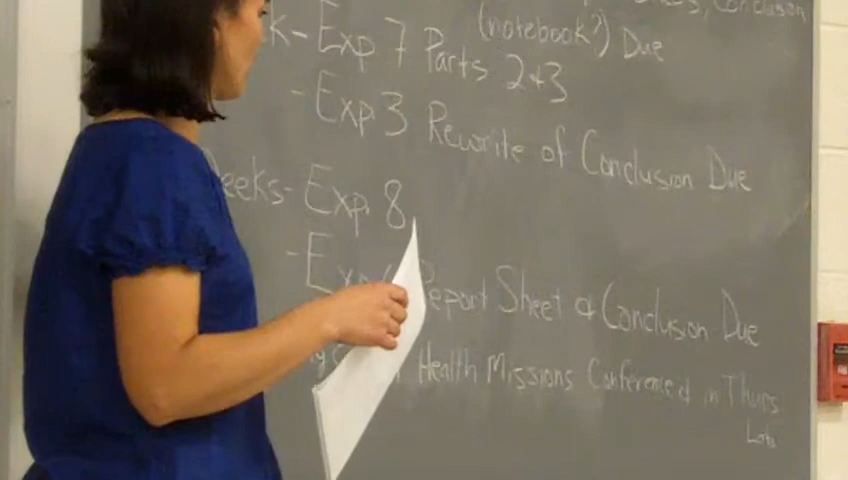 Conclusion
(notebook?) Due
k-Exp 7 Parts 2+3
-Exp 3 Rewrite of Conclusion Due
eeks-Exp 8
-Exp Report Sheet & Conclusion Due
Health Missions Conference in Thurs
Lab